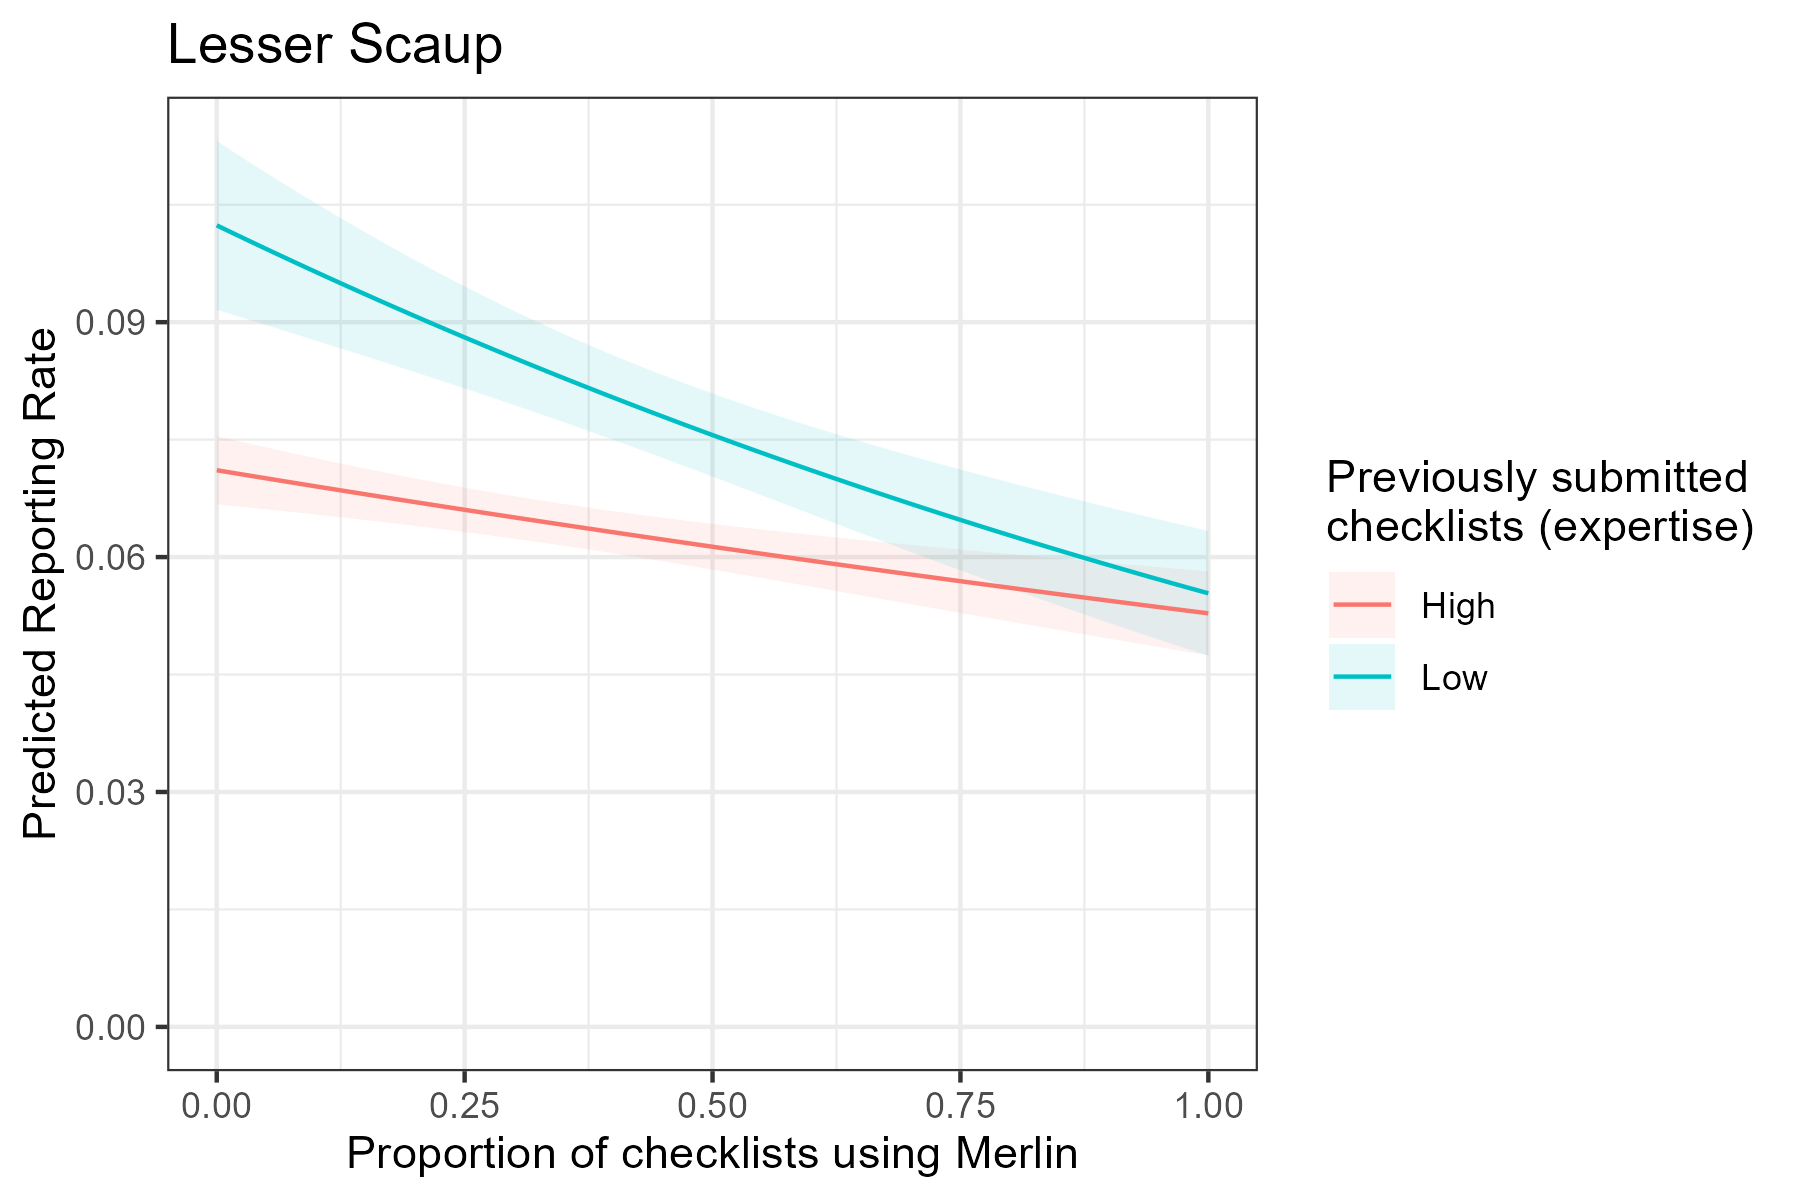 Lesser Scaup
Predicted Reporting Rate
0.09
0.06
0.03
0.00
0.00 0.25 0.50 0.75 1.00
Proportion of checklists using Merlin
Previously submitted
checklists (expertise)
High
Low